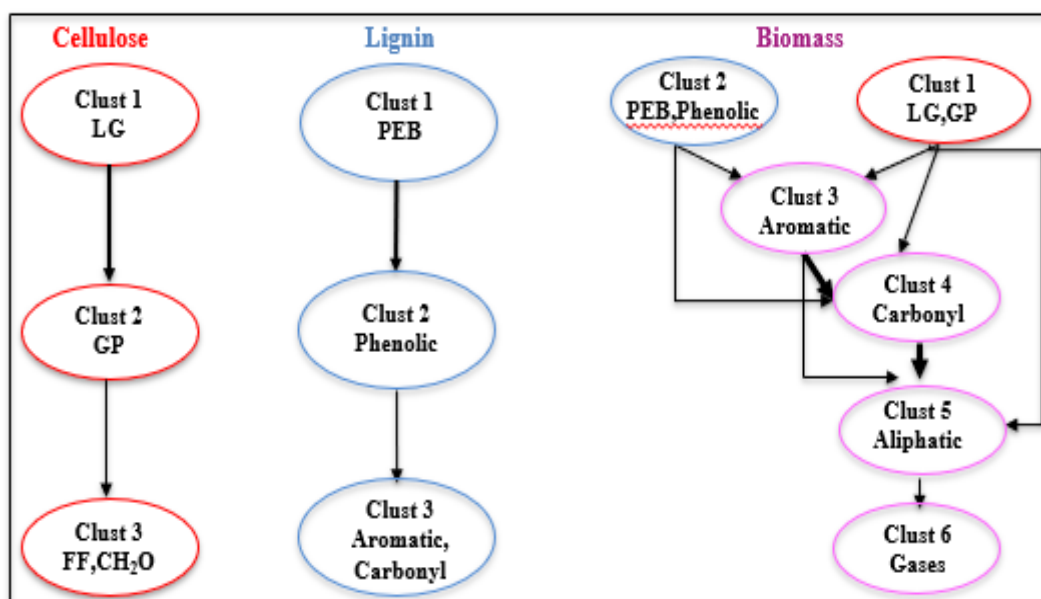 Cellulose
Clust 1
LG
Clust 2
GP
Clust 3
FF,CH₂O
Lignin
Clust 1
PEB
Clust 2
Phenolic
Clust 3
Aromatic,
Carbonyl
Biomass
Clust 2
PEB,Phenolic
Clust 1
LG,GP
Clust 3
Aromatic
Clust 4
Carbonyl
Clust 5
Aliphatic
Clust 6
Gases